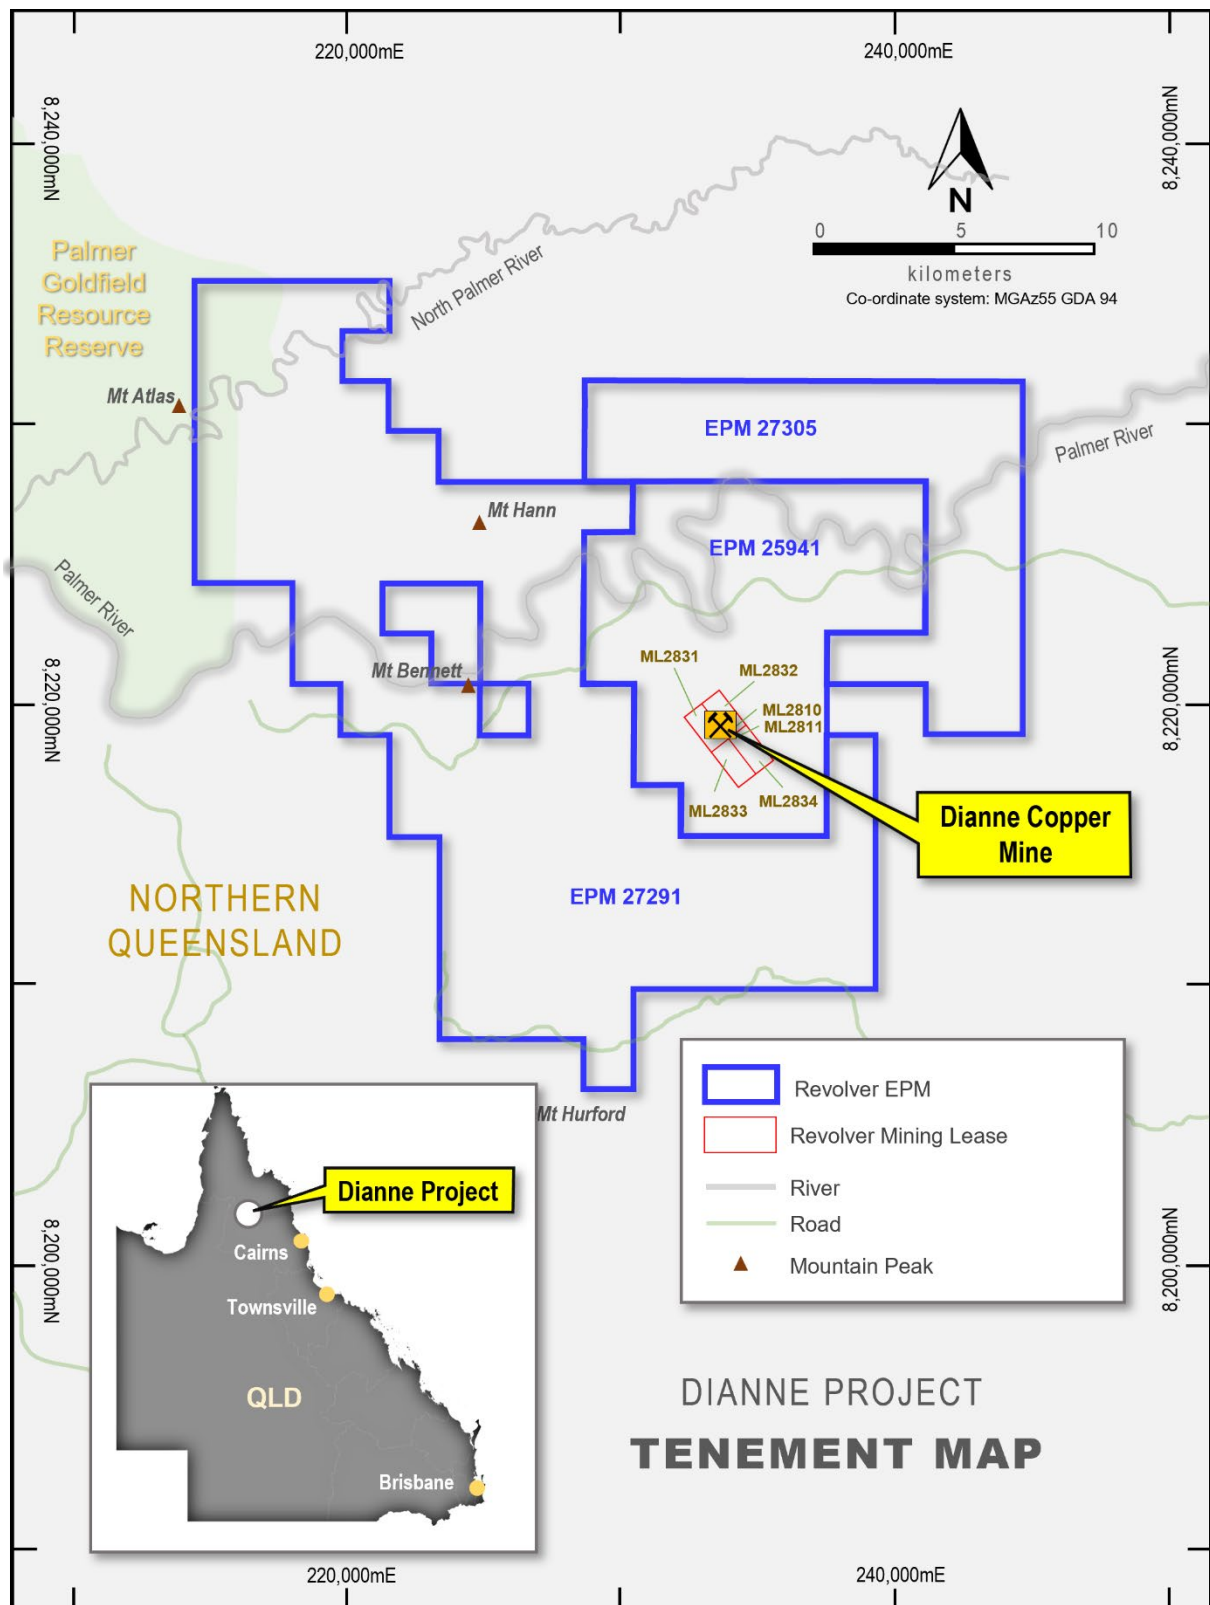 220,000mE
240,000mE
8,240,000mN
8,240,000mN
N
0 5 10
kilometers
Co-ordinate system: MGAz55 GDA 94
Palmer
Goldfield
Resource
Reserve
North Palmer River
Mt Atlas
EPM 27305
Palmer River
Mt Hann
EPM 25941
Palmer River
ML2831
ML2832
Mt Bennett
ML2810
ML2811
8,220,000mN
8,220,000mN
ML2833
ML2834
Dianne Copper
Mine
EPM 27291
NORTHERN
QUEENSLAND
Mt Hurford
Revolver EPM
Revolver Mining Lease
River
Road
Mountain Peak
Dianne Project
Cairns
Townsville
QLD
Brisbane
8,200,000mN
8,200,000mN
DIANNE PROJECT
TENEMENT MAP
220,000mE
240,000mE